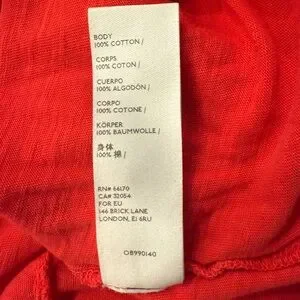 BODY
100% COTTON /
CORPS
100% COTON /
CUERPO
100% ALGODÓN /
CORPO
100% COTONE /
KÖRPER
100% BAUMWOLLE /
身体
100% 棉 /
RN# 66170
CA# 32054
FOR EU
146 BRICK LANE
LONDON, E1 6RU
OB990140